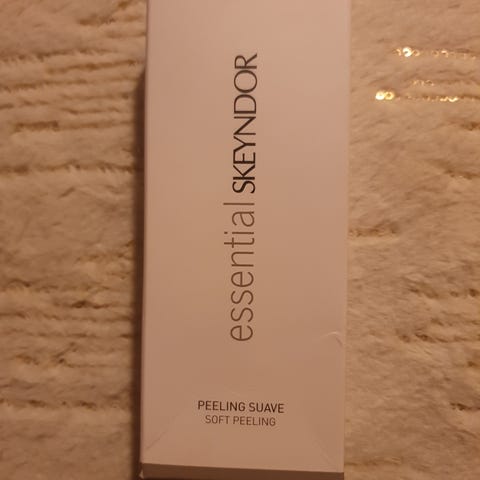 essential SKEYNDOR
PEELING SUAVE
SOFT PEELING